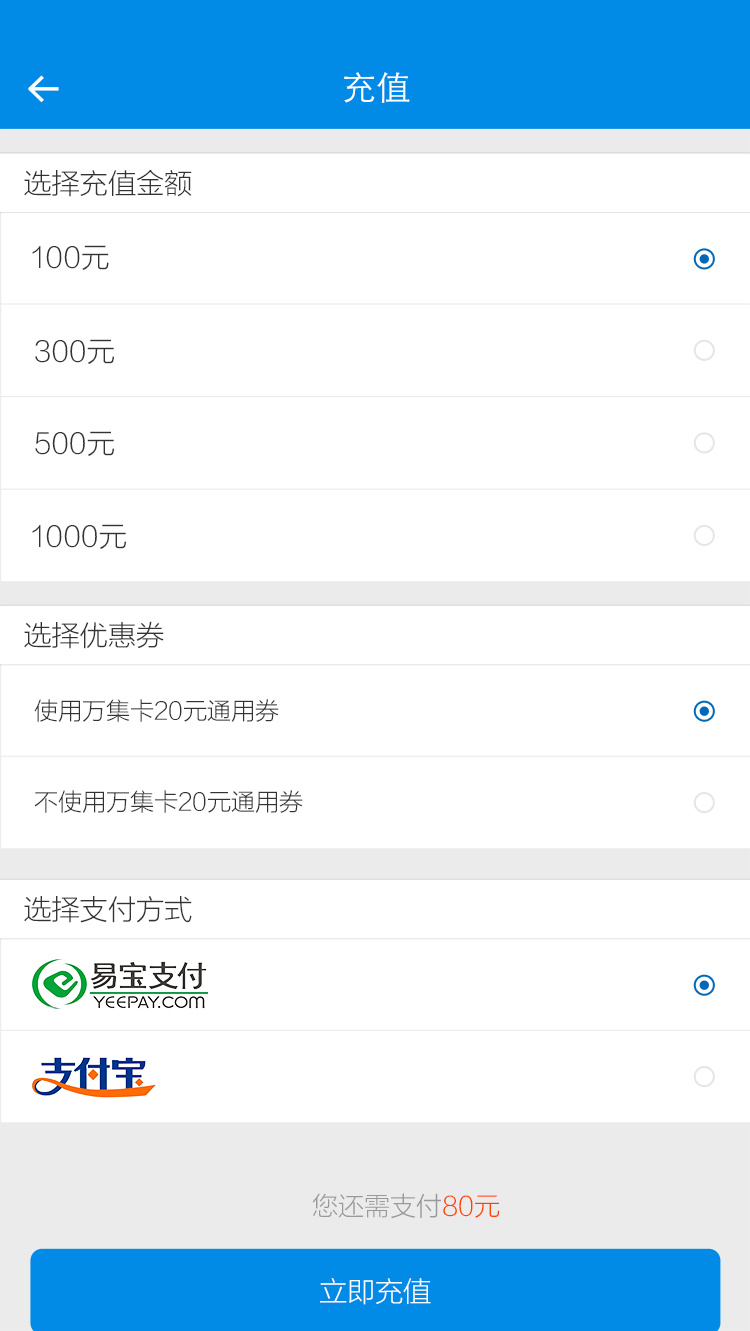 充值
选择充值金额
100元
300元
500元
1000元
选择优惠券
使用万集卡20元通用券
不使用万集卡20元通用券
选择支付方式
易宝支付
YEEPAY.COM
支付宝
您还需支付80元
立即充值